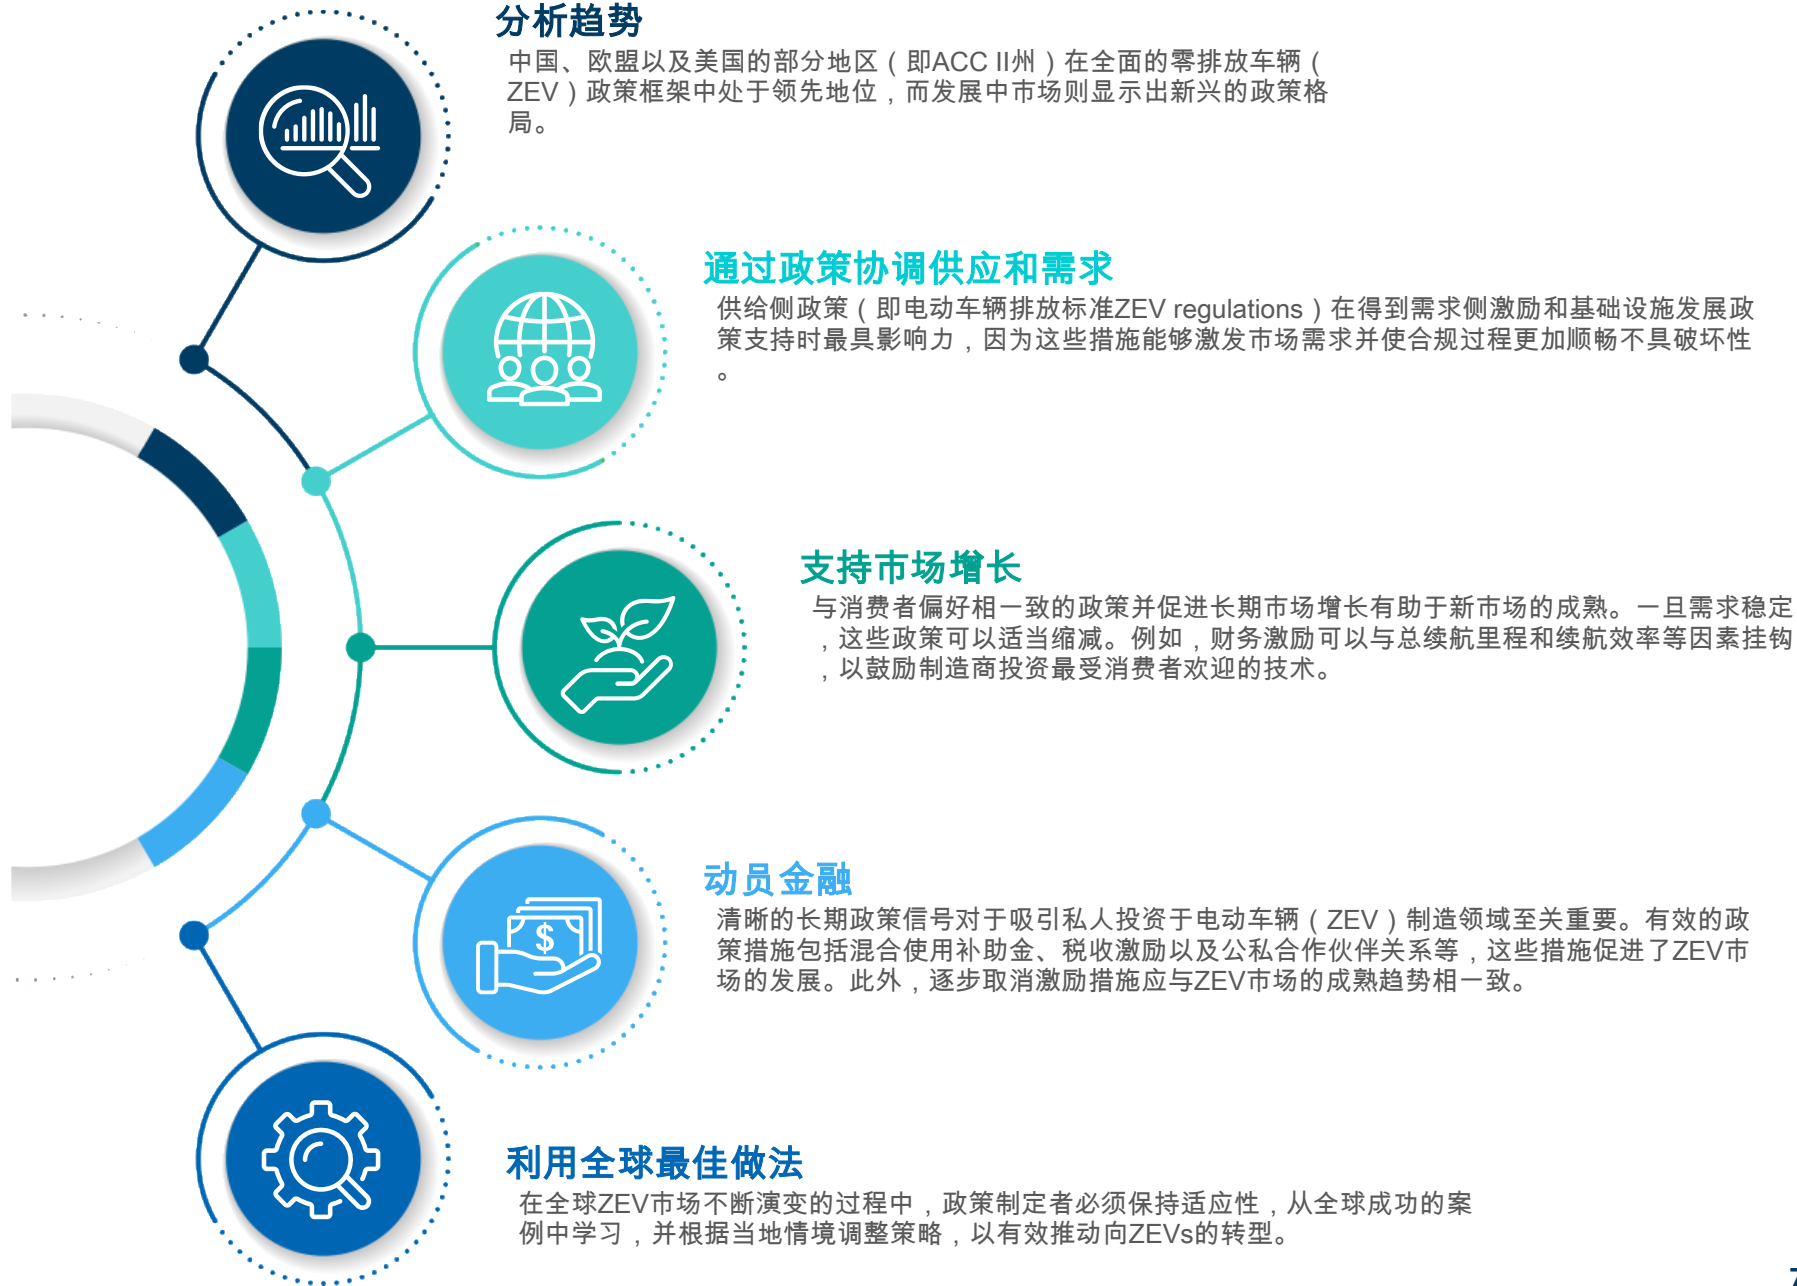 分析趋势
中国、欧盟以及美国的部分地区（即ACC II州）在全面的零排放车辆（
ZEV）政策框架中处于领先地位，而发展中市场则显示出新兴的政策格
局。
通过政策协调供应和需求
供给侧政策（即电动车辆排放标准ZEV regulations）在得到需求侧激励和基础设施发展政
策支持时最具影响力，因为这些措施能够激发市场需求并使合规过程更加顺畅不具破坏性
。
支持市场增长
与消费者偏好相一致的政策并促进长期市场增长有助于新市场的成熟。一旦需求稳定
，这些政策可以适当缩减。例如，财务激励可以与总续航里程和续航效率等因素挂钩
，以鼓励制造商投资最受消费者欢迎的技术。
动员金融
$
清晰的长期政策信号对于吸引私人投资于电动车辆（ZEV）制造领域至关重要。有效的政
策措施包括混合使用补助金、税收激励以及公私合作伙伴关系等，这些措施促进了ZEV市
场的发展。此外，逐步取消激励措施应与ZEV市场的成熟趋势相一致。
利用全球最佳做法
在全球ZEV市场不断演变的过程中，政策制定者必须保持适应性，从全球成功的案
例中学习，并根据当地情境调整策略，以有效推动向ZEVs的转型。